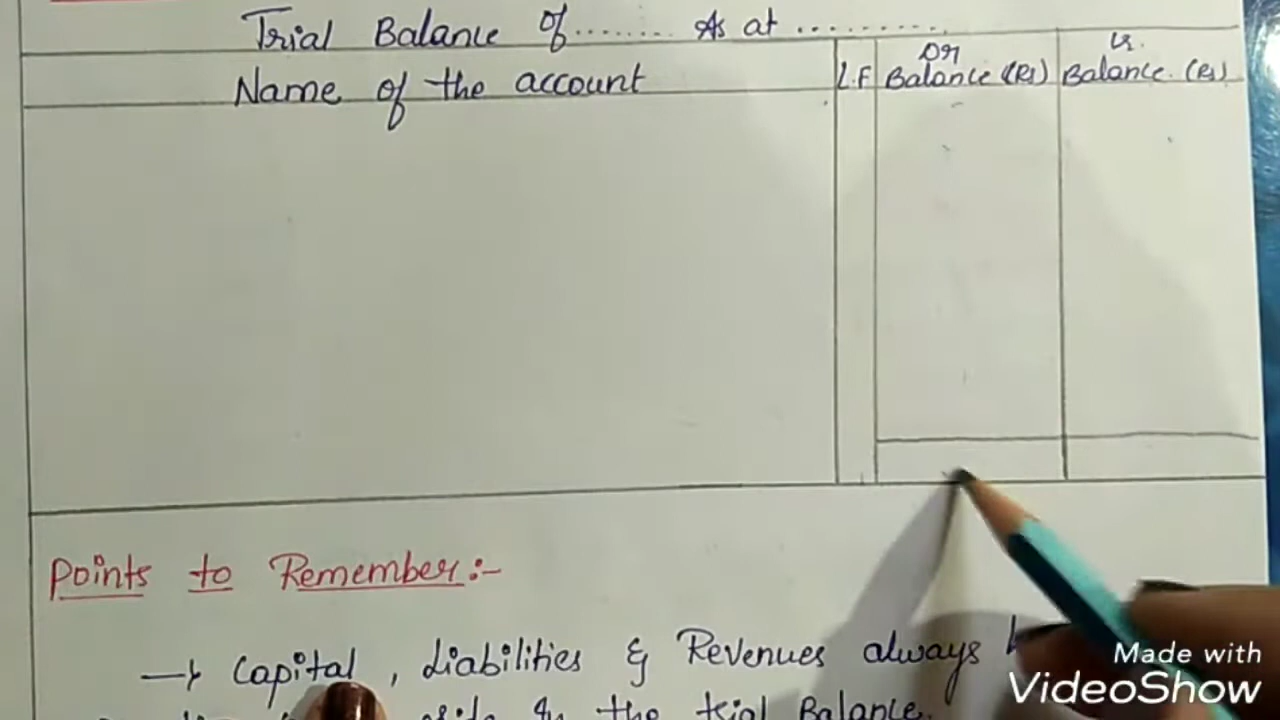 Trial Balance of........ As at ..........
Name of the account L.F Dr Balance (Rs) Cr. Balance. (Rs)
Points to Remember:-
→ Capital, Liabilities & Revenues always
in the trial Balance.
Made with
VideoShow